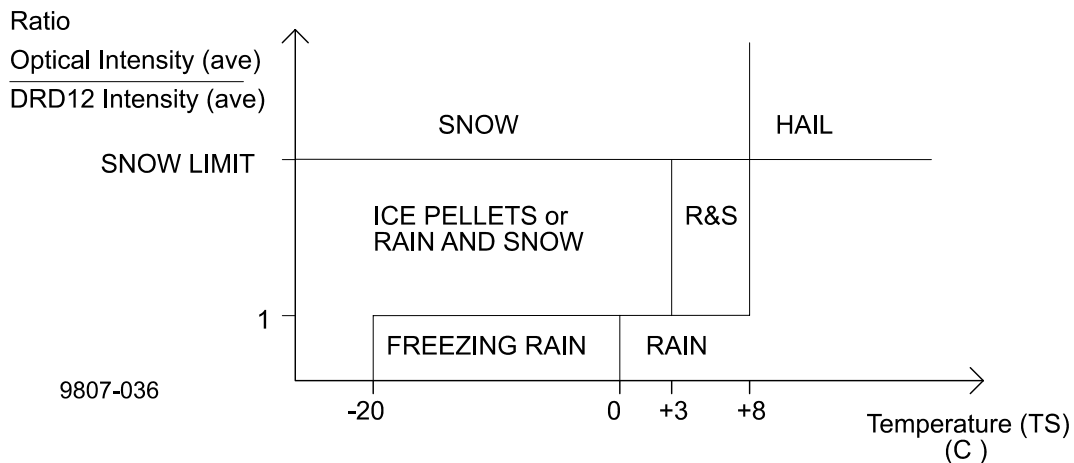 Ratio
Optical Intensity (ave)
DRD12 Intensity (ave)
SNOW
HAIL
SNOW LIMIT
ICE PELLETS or
RAIN AND SNOW
R&S
1
FREEZING RAIN
RAIN
9807-036
-20
0
+3
+8
Temperature (TS)
(C )